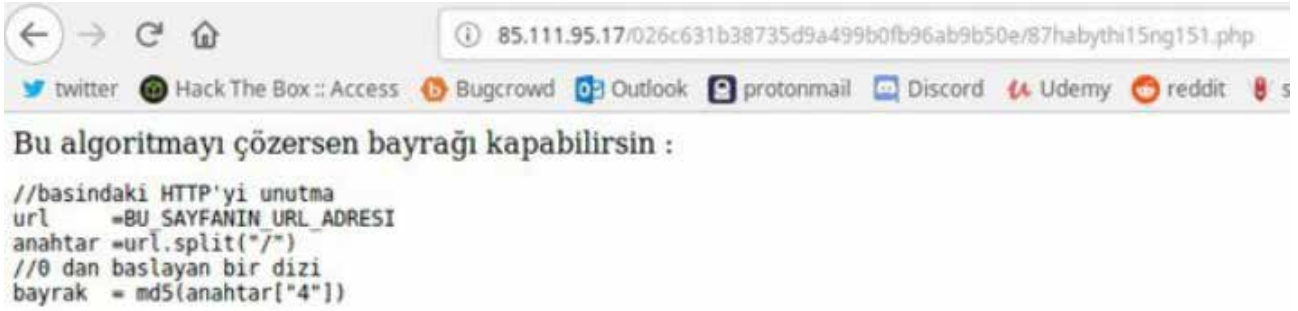 85.111.95.17/026c631b38735d9a499b0fb96ab9b50e/87habythi15ng151.php
twitter Hack The Box :: Access Bugcrowd Outlook protonmail Discord Udemy reddit s
Bu algoritmayı çözersen bayrağı kapabilirsin :
//basindaki HTTP'yi unutma
url =BU_SAYFANIN_URL_ADRESI
anahtar =url.split("/")
//0 dan baslayan bir dizi
bayrak = md5(anahtar["4"])